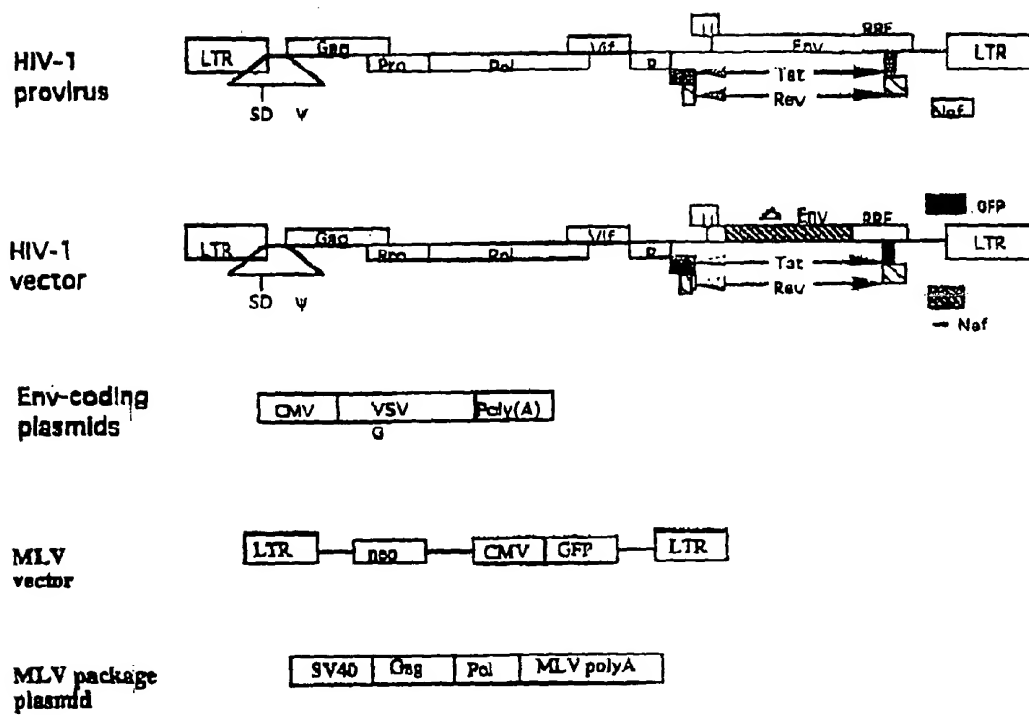 HIV-1
provirus
LTR
Gag
Pro
Pol
Vif
R
U
Env
RRE
LTR
Tat
Rev
Nef
SD Ψ
HIV-1
vector
LTR
Gag
Pro
Pol
Vif
R
U
Δ Env
RRE
GFP
LTR
Tat
Rev
- Nef
SD Ψ
Env-coding
plasmids
CMV VSV Poly(A)
G
MLV
vector
LTR neo CMV GFP LTR
MLV package
plasmid
SV40 Gag Pol MLV polyA